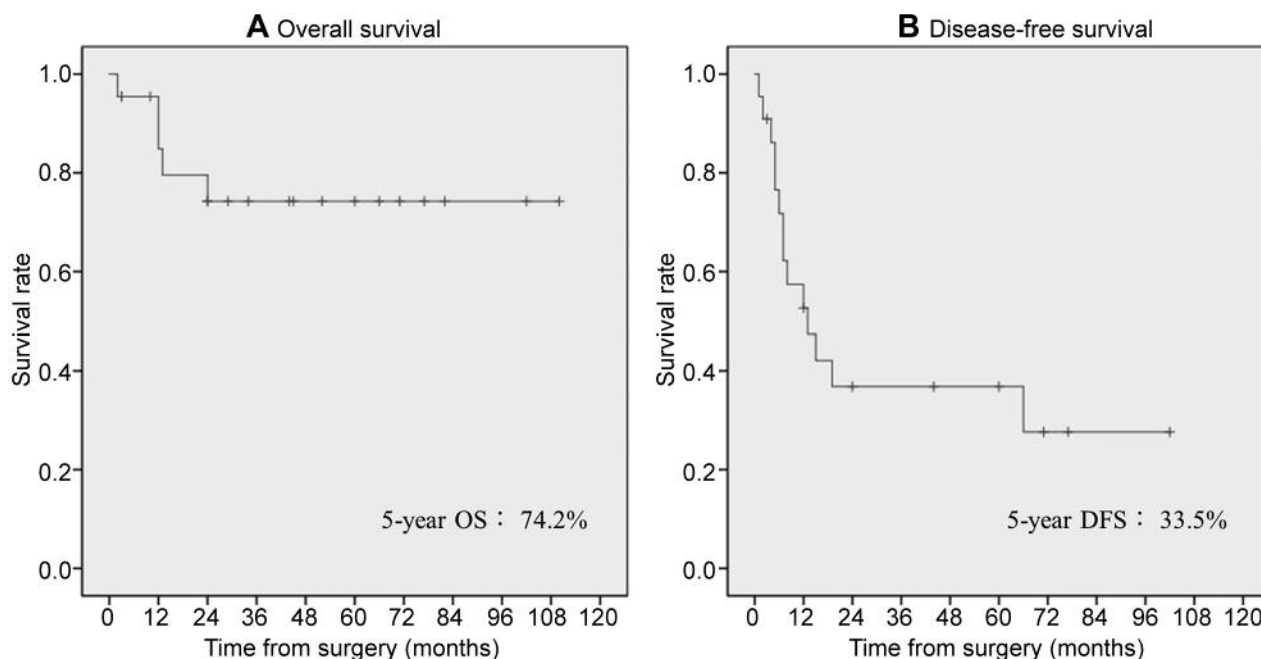 A Overall survival
1.0
0.8
0.6
0.4
0.2
0.0
Survival rate
5-year OS： 74.2%
0 12 24 36 48 60 72 84 96 108 120
Time from surgery (months)
B Disease-free survival
1.0
0.8
0.6
0.4
0.2
0.0
Survival rate
5-year DFS： 33.5%
0 12 24 36 48 60 72 84 96 108 120
Time from surgery (months)